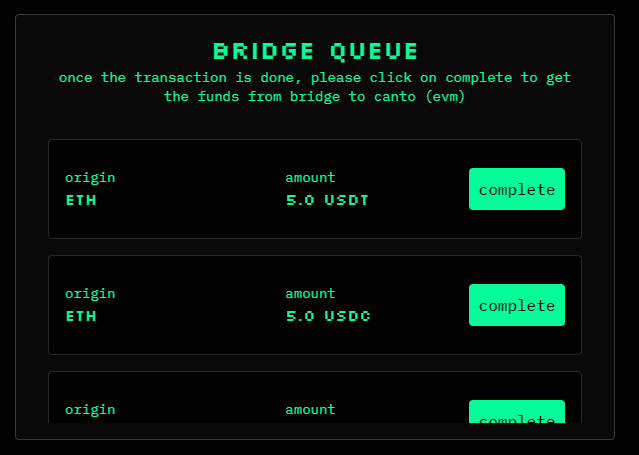 BRIDGE QUEUE
once the transaction is done, please click on complete to get
the funds from bridge to canto (evm)
origin amount
ETH 5.0 USDT complete
origin amount
ETH 5.0 USDC complete
origin amount
complete